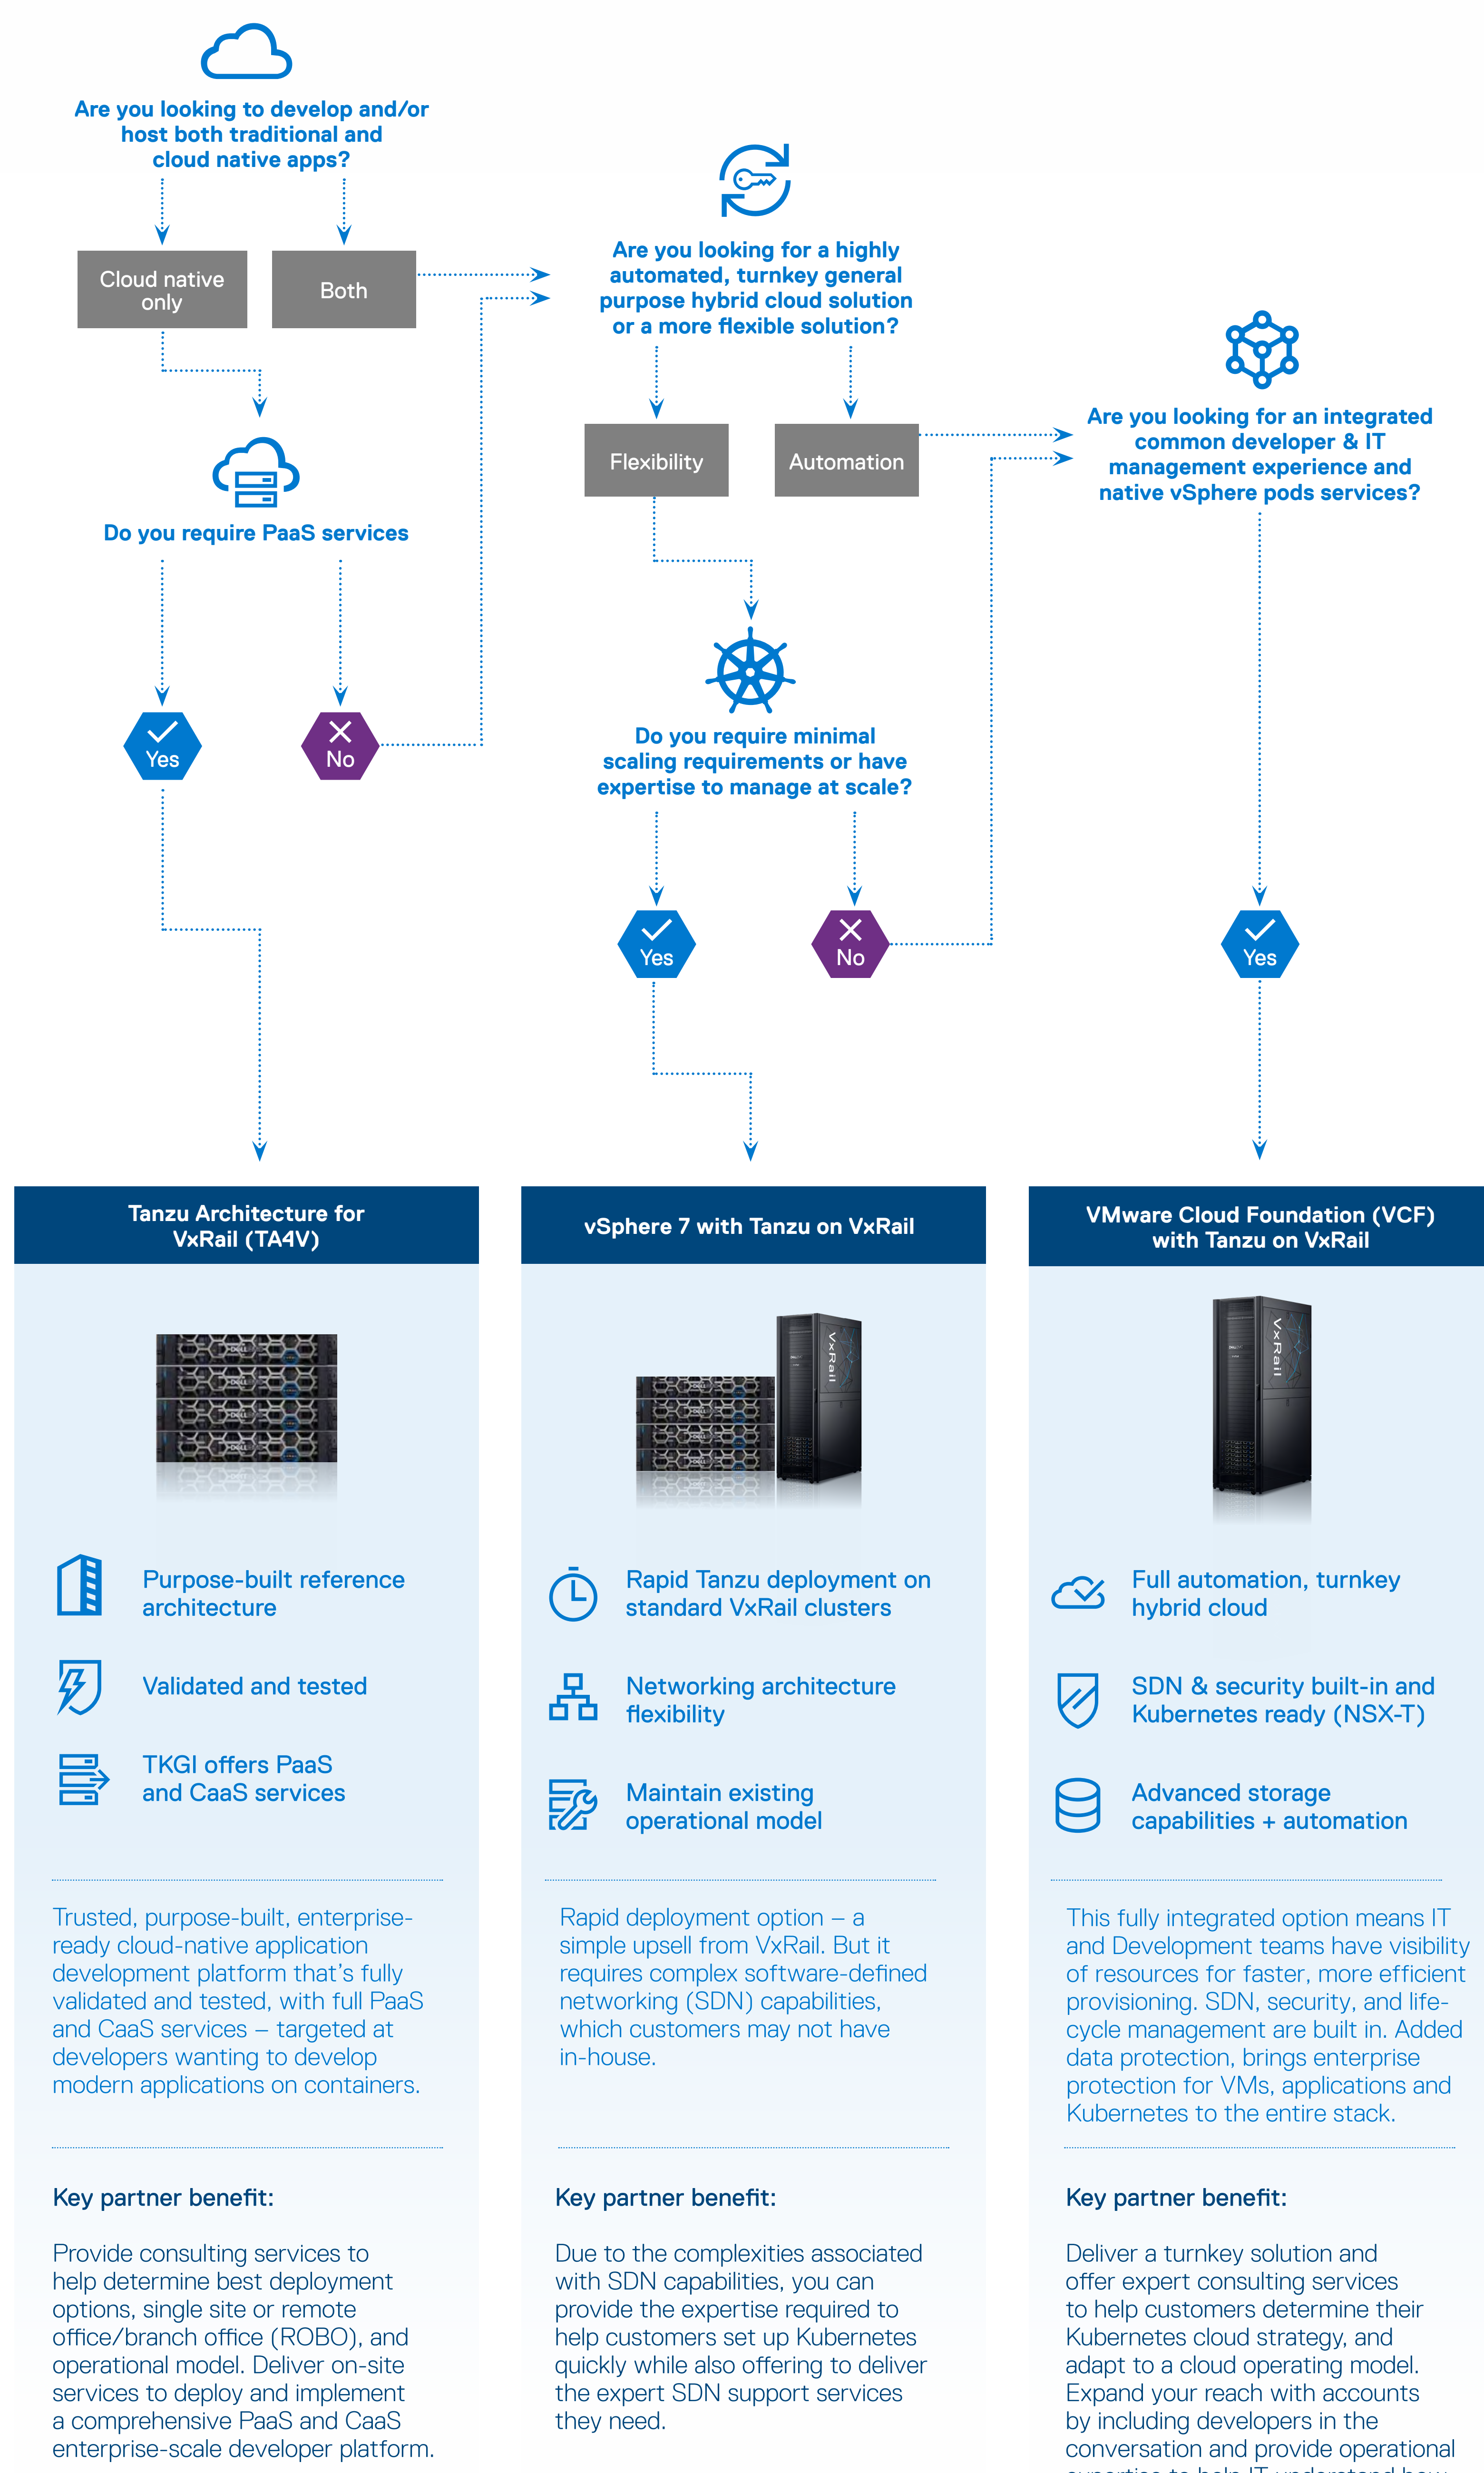 Are you looking to develop and/or
host both traditional and
cloud native apps?
Cloud native
only
Both
Do you require PaaS services
Yes
No
Are you looking for a highly
automated, turnkey general
purpose hybrid cloud solution
or a more flexible solution?
Flexibility
Automation
Do you require minimal
scaling requirements or have
expertise to manage at scale?
Yes
No
Are you looking for an integrated
common developer & IT
management experience and
native vSphere pods services?
Yes
Tanzu Architecture for
VxRail (TA4V)
Purpose-built reference
architecture
Validated and tested
TKGI offers PaaS
and CaaS services
Trusted, purpose-built, enterprise-
ready cloud-native application
development platform that's fully
validated and tested, with full PaaS
and CaaS services – targeted at
developers wanting to develop
modern applications on containers.
Key partner benefit:
Provide consulting services to
help determine best deployment
options, single site or remote
office/branch office (ROBO), and
operational model. Deliver on-site
services to deploy and implement
a comprehensive PaaS and CaaS
enterprise-scale developer platform.
vSphere 7 with Tanzu on VxRail
VxRail
Rapid Tanzu deployment on
standard VxRail clusters
Networking architecture
flexibility
Maintain existing
operational model
Rapid deployment option – a
simple upsell from VxRail. But it
requires complex software-defined
networking (SDN) capabilities,
which customers may not have
in-house.
Key partner benefit:
Due to the complexities associated
with SDN capabilities, you can
provide the expertise required to
help customers set up Kubernetes
quickly while also offering to deliver
the expert SDN support services
they need.
VMware Cloud Foundation (VCF)
with Tanzu on VxRail
VxRail
Full automation, turnkey
hybrid cloud
SDN & security built-in and
Kubernetes ready (NSX-T)
Advanced storage
capabilities + automation
This fully integrated option means IT
and Development teams have visibility
of resources for faster, more efficient
provisioning. SDN, security, and life-
cycle management are built in. Added
data protection, brings enterprise
protection for VMs, applications and
Kubernetes to the entire stack.
Key partner benefit:
Deliver a turnkey solution and
offer expert consulting services
to help customers determine their
Kubernetes cloud strategy, and
adapt to a cloud operating model.
Expand your reach with accounts
by including developers in the
conversation and provide operational